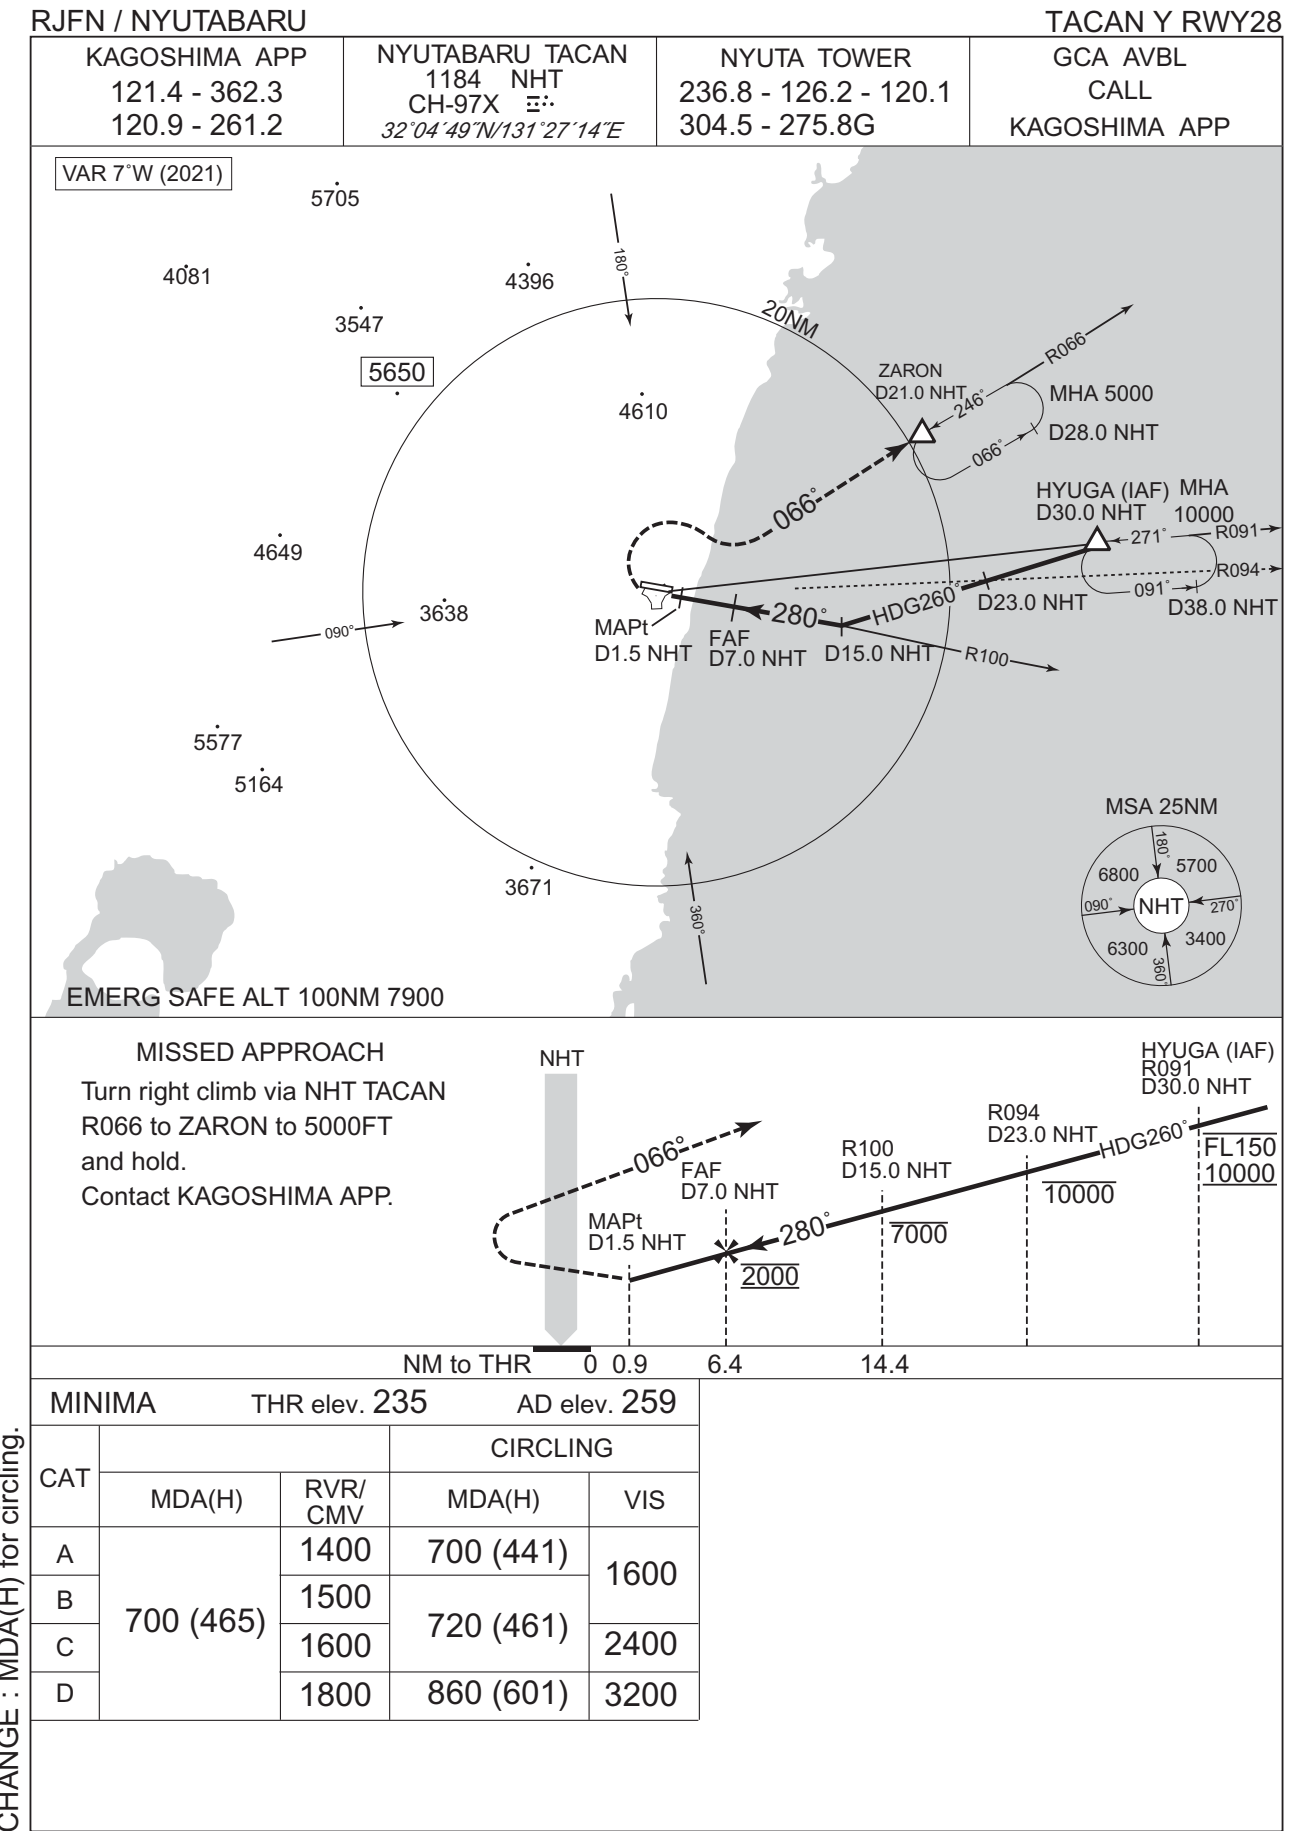 RJFN / NYUTABARU
TACAN Y RWY28
KAGOSHIMA APP
121.4 - 362.3
120.9 - 261.2
NYUTABARU TACAN
1184 NHT
CH-97X
32˚04´49˝N/131˚27´14˝E
NYUTA TOWER
236.8 - 126.2 - 120.1
304.5 - 275.8G
GCA AVBL
CALL
KAGOSHIMA APP
VAR 7˚W (2021)
5705
4081
4396
180˚
3547
20NM
5650
4610
ZARON
D21.0 NHT
R066
246˚
MHA 5000
D28.0 NHT
066˚
066˚
HYUGA (IAF)
D30.0 NHT
MHA
10000
271˚
R091
R094
091˚
D38.0 NHT
D23.0 NHT
HDG260˚
280˚
4649
3638
090˚
MAPt
D1.5 NHT
FAF
D7.0 NHT
D15.0 NHT
R100
5577
5164
3671
360˚
MSA 25NM
180˚
6800
5700
090˚
NHT
270˚
6300
3400
360˚
EMERG SAFE ALT 100NM 7900
MISSED APPROACH
Turn right climb via NHT TACAN
R066 to ZARON to 5000FT
and hold.
Contact KAGOSHIMA APP.
NHT
066˚
MAPt
D1.5 NHT
FAF
D7.0 NHT
2000
280˚
R100
D15.0 NHT
7000
R094
D23.0 NHT
10000
HDG260˚
HYUGA (IAF)
R091
D30.0 NHT
FL150
10000
NM to THR 0 0.9 6.4 14.4
MINIMA THR elev. 235 AD elev. 259
CAT
CIRCLING
MDA(H)
RVR/
CMV
MDA(H)
VIS
A
B
C
D
700 (465)
1400
1500
1600
1800
700 (441)
720 (461)
860 (601)
1600
2400
3200
CHANGE : MDA(H) for circling.